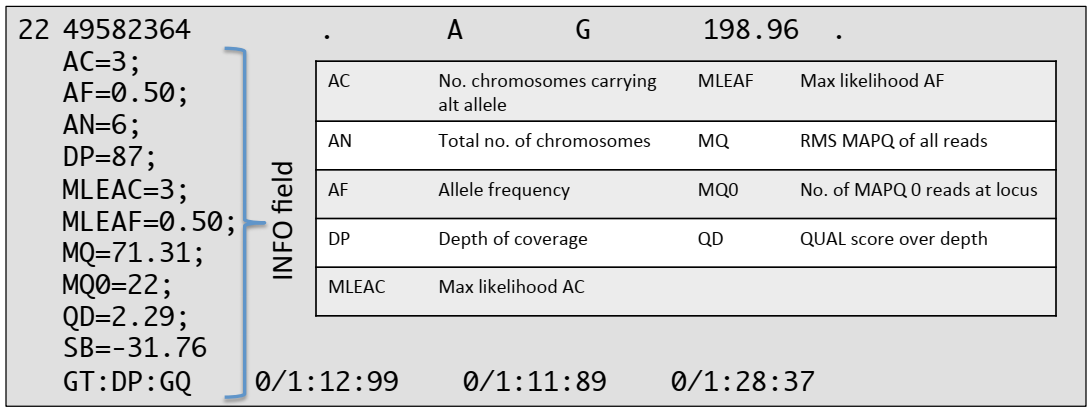 22 49582364 . A G 198.96 .
AC=3;
AF=0.50;
AN=6;
DP=87;
MLEAC=3;
MLEAF=0.50;
MQ=71.31;
MQ0=22;
QD=2.29;
SB=-31.76
GT:DP:GQ 0/1:12:99 0/1:11:89 0/1:28:37
INFO field
AC No. chromosomes carrying MLEAF Max likelihood AF
alt allele
AN Total no. of chromosomes MQ RMS MAPQ of all reads
AF Allele frequency MQ0 No. of MAPQ 0 reads at locus
DP Depth of coverage QD QUAL score over depth
MLEAC Max likelihood AC